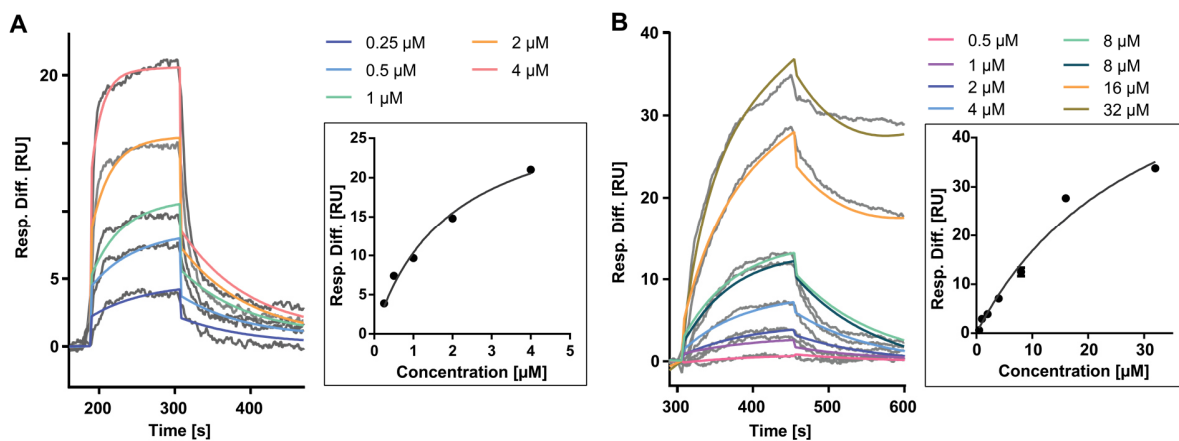 A
Resp. Diff. [RU]
20
5
0
200
300
400
Time [s]
0.25 µM
0.5 µM
1 µM
2 µM
4 µM
Resp. Diff. [RU]
25
20
15
10
5
0
0
1
2
3
4
5
Concentration [µM]
B
Resp. Diff. [RU]
40
30
20
10
0
300
400
500
600
Time [s]
0.5 µM
1 µM
2 µM
4 µM
8 µM
8 µM
16 µM
32 µM
Resp. Diff. [RU]
40
30
20
10
0
0
10
20
30
Concentration [µM]